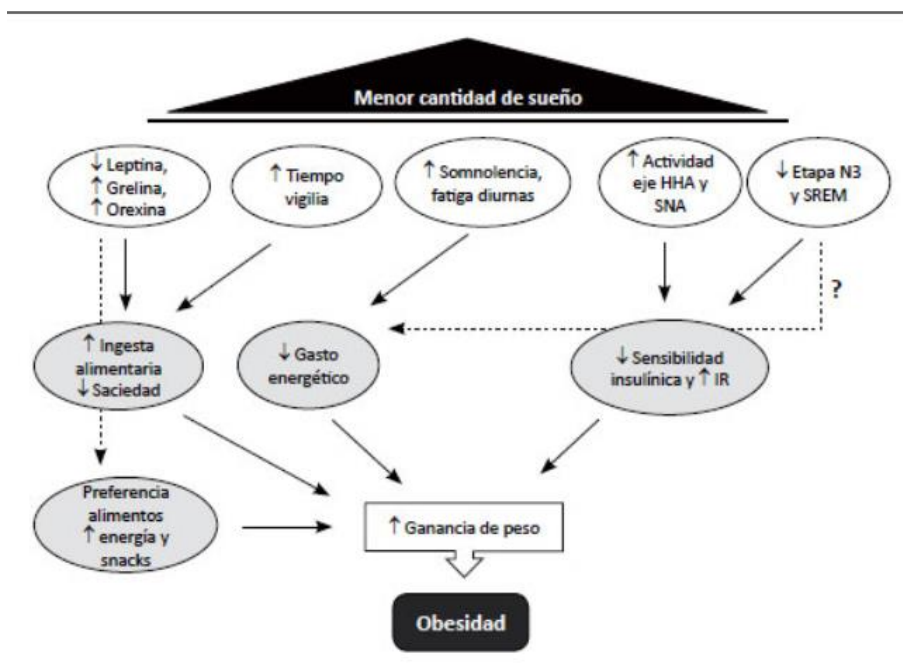 Menor cantidad de sueño
↓ Leptina,
↑ Grelina,
↑ Orexina
↑ Tiempo
vigilia
↑ Somnolencia,
fatiga diurnas
↑ Actividad
eje HHA y
SNA
↓ Etapa N3
y SREM
?
↑ Ingesta
alimentaria
↓ Saciedad
↓ Gasto
energético
↓ Sensibilidad
insulínica y ↑ IR
Preferencia
alimentos
↑ energía y
snacks
↑ Ganancia de peso
Obesidad